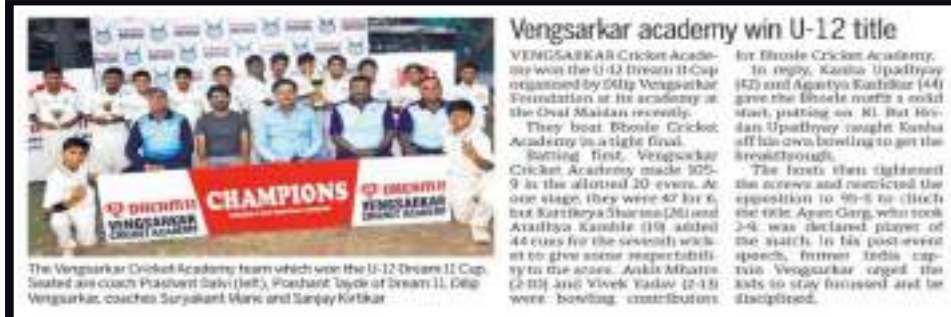 Vengsarkar academy win U-12 title
DREAM11
VENGSARKAR
CRICKET ACADEMY
CHAMPIONS
DREAM11
VENGSARKAR
CRICKET ACADEMY
The Vengsarkar Cricket Academy team which won the U-12 Dream 11 Cup.
Seated are coach Prashant Salvi (left), Prashant Tayde of Dream 11, Dilip
Vengsarkar, coaches Suryakant Mane and Sanjay Kirtikar
VENGSARKAR Cricket Acade-
my won the U-12 Dream 11 Cup
organised by Dilip Vengsarkar
Foundation at its academy at
the Oval Maidan recently.
They beat Bhosle Cricket
Academy in a tight final.
Batting first, Vengsarkar
Cricket Academy made 105-
9 in the allotted 20 overs. At
one stage, they were 47 for 6,
but Kartikeya Sharma (26) and
Aradhya Kamble (19) added
44 runs for the seventh wick-
et to give some respectabili-
ty to the score. Ankit Mhatre
(2-10) and Vivek Yadav (2-13)
were bowling contributors
for Bhosle Cricket Academy.
In reply, Kanha Upadhyay
(42) and Agastya Kashikar (44)
gave the Bhosle outfit a solid
start, putting on 81. But
Upadhyay caught Kanha
off his own bowling to get the
breakthrough.
The hosts then tightened
the screws and restricted the
opposition to to clinch
the title. Ayan Garg, who took
was declared player of
the match. In his post-event
speech, former India cap-
tain Vengsarkar urged the
kids to stay focussed and be
disciplined.